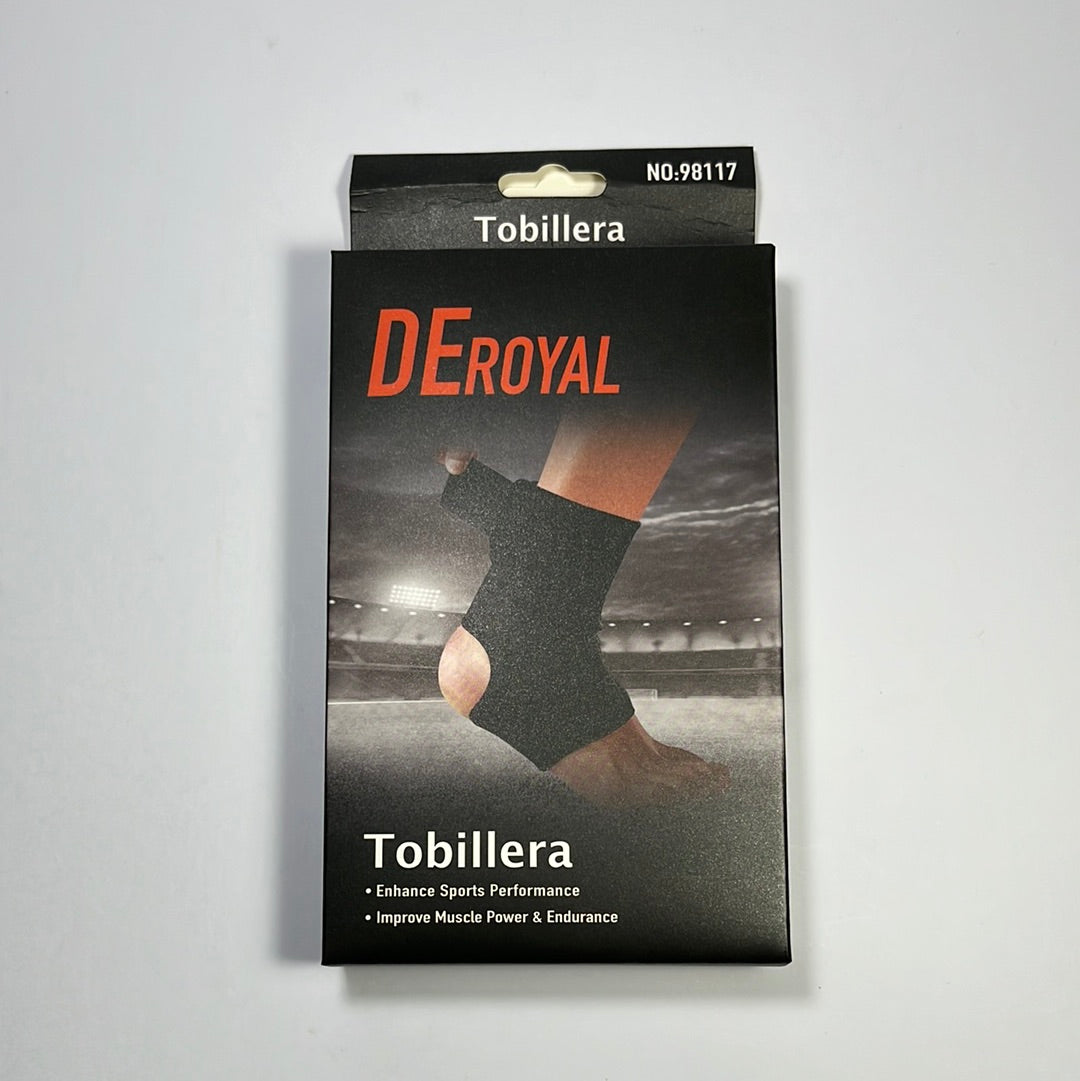 NO:98117
Tobillera
DEROYAL
Tobillera
• Enhance Sports Performance
• Improve Muscle Power & Endurance